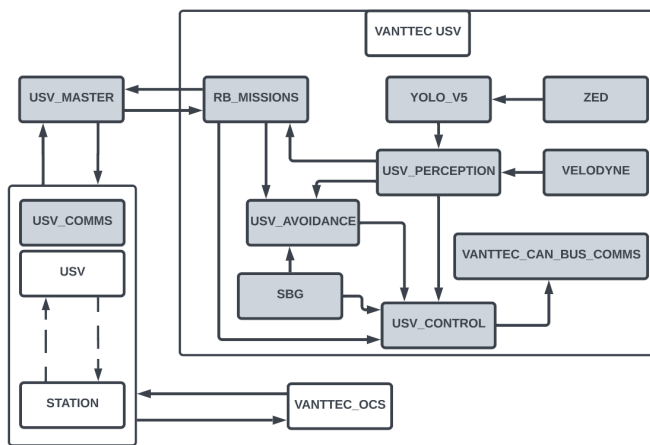 VANTTEC USV
USV_MASTER
RB_MISSIONS
YOLO_V5
ZED
USV_PERCEPTION
VELODYNE
USV_COMMS
USV_AVOIDANCE
USV
VANTTEC_CAN_BUS_COMMS
SBG
USV_CONTROL
STATION
VANTTEC_OCS